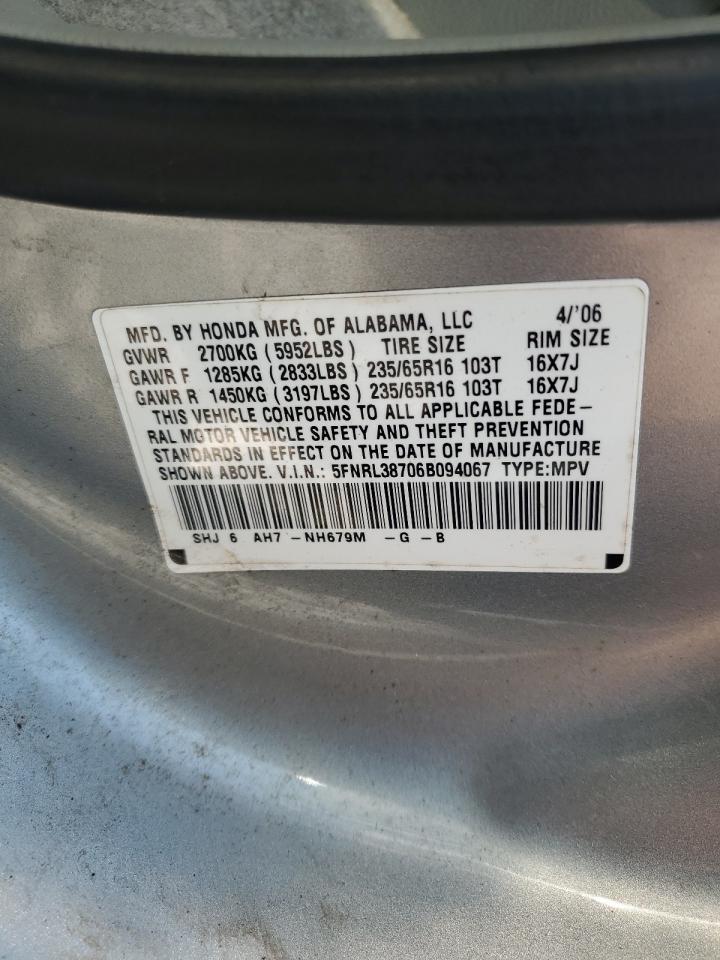 MFD. BY HONDA MFG. OF ALABAMA, LLC 4/'06
GVWR 2700KG (5952LBS) TIRE SIZE RIM SIZE
GAWR F 1285KG (2833LBS) 235/65R16 103T 16X7J
GAWR R 1450KG (3197LBS) 235/65R16 103T 16X7J
THIS VEHICLE CONFORMS TO ALL APPLICABLE FEDE-
RAL MOTOR VEHICLE SAFETY AND THEFT PREVENTION
STANDARDS IN EFFECT ON THE DATE OF MANUFACTURE
SHOWN ABOVE. V.I.N.: 5FNRL38706B094067 TYPE:MPV
SHJ 6 AH7 -NH679M -G -B